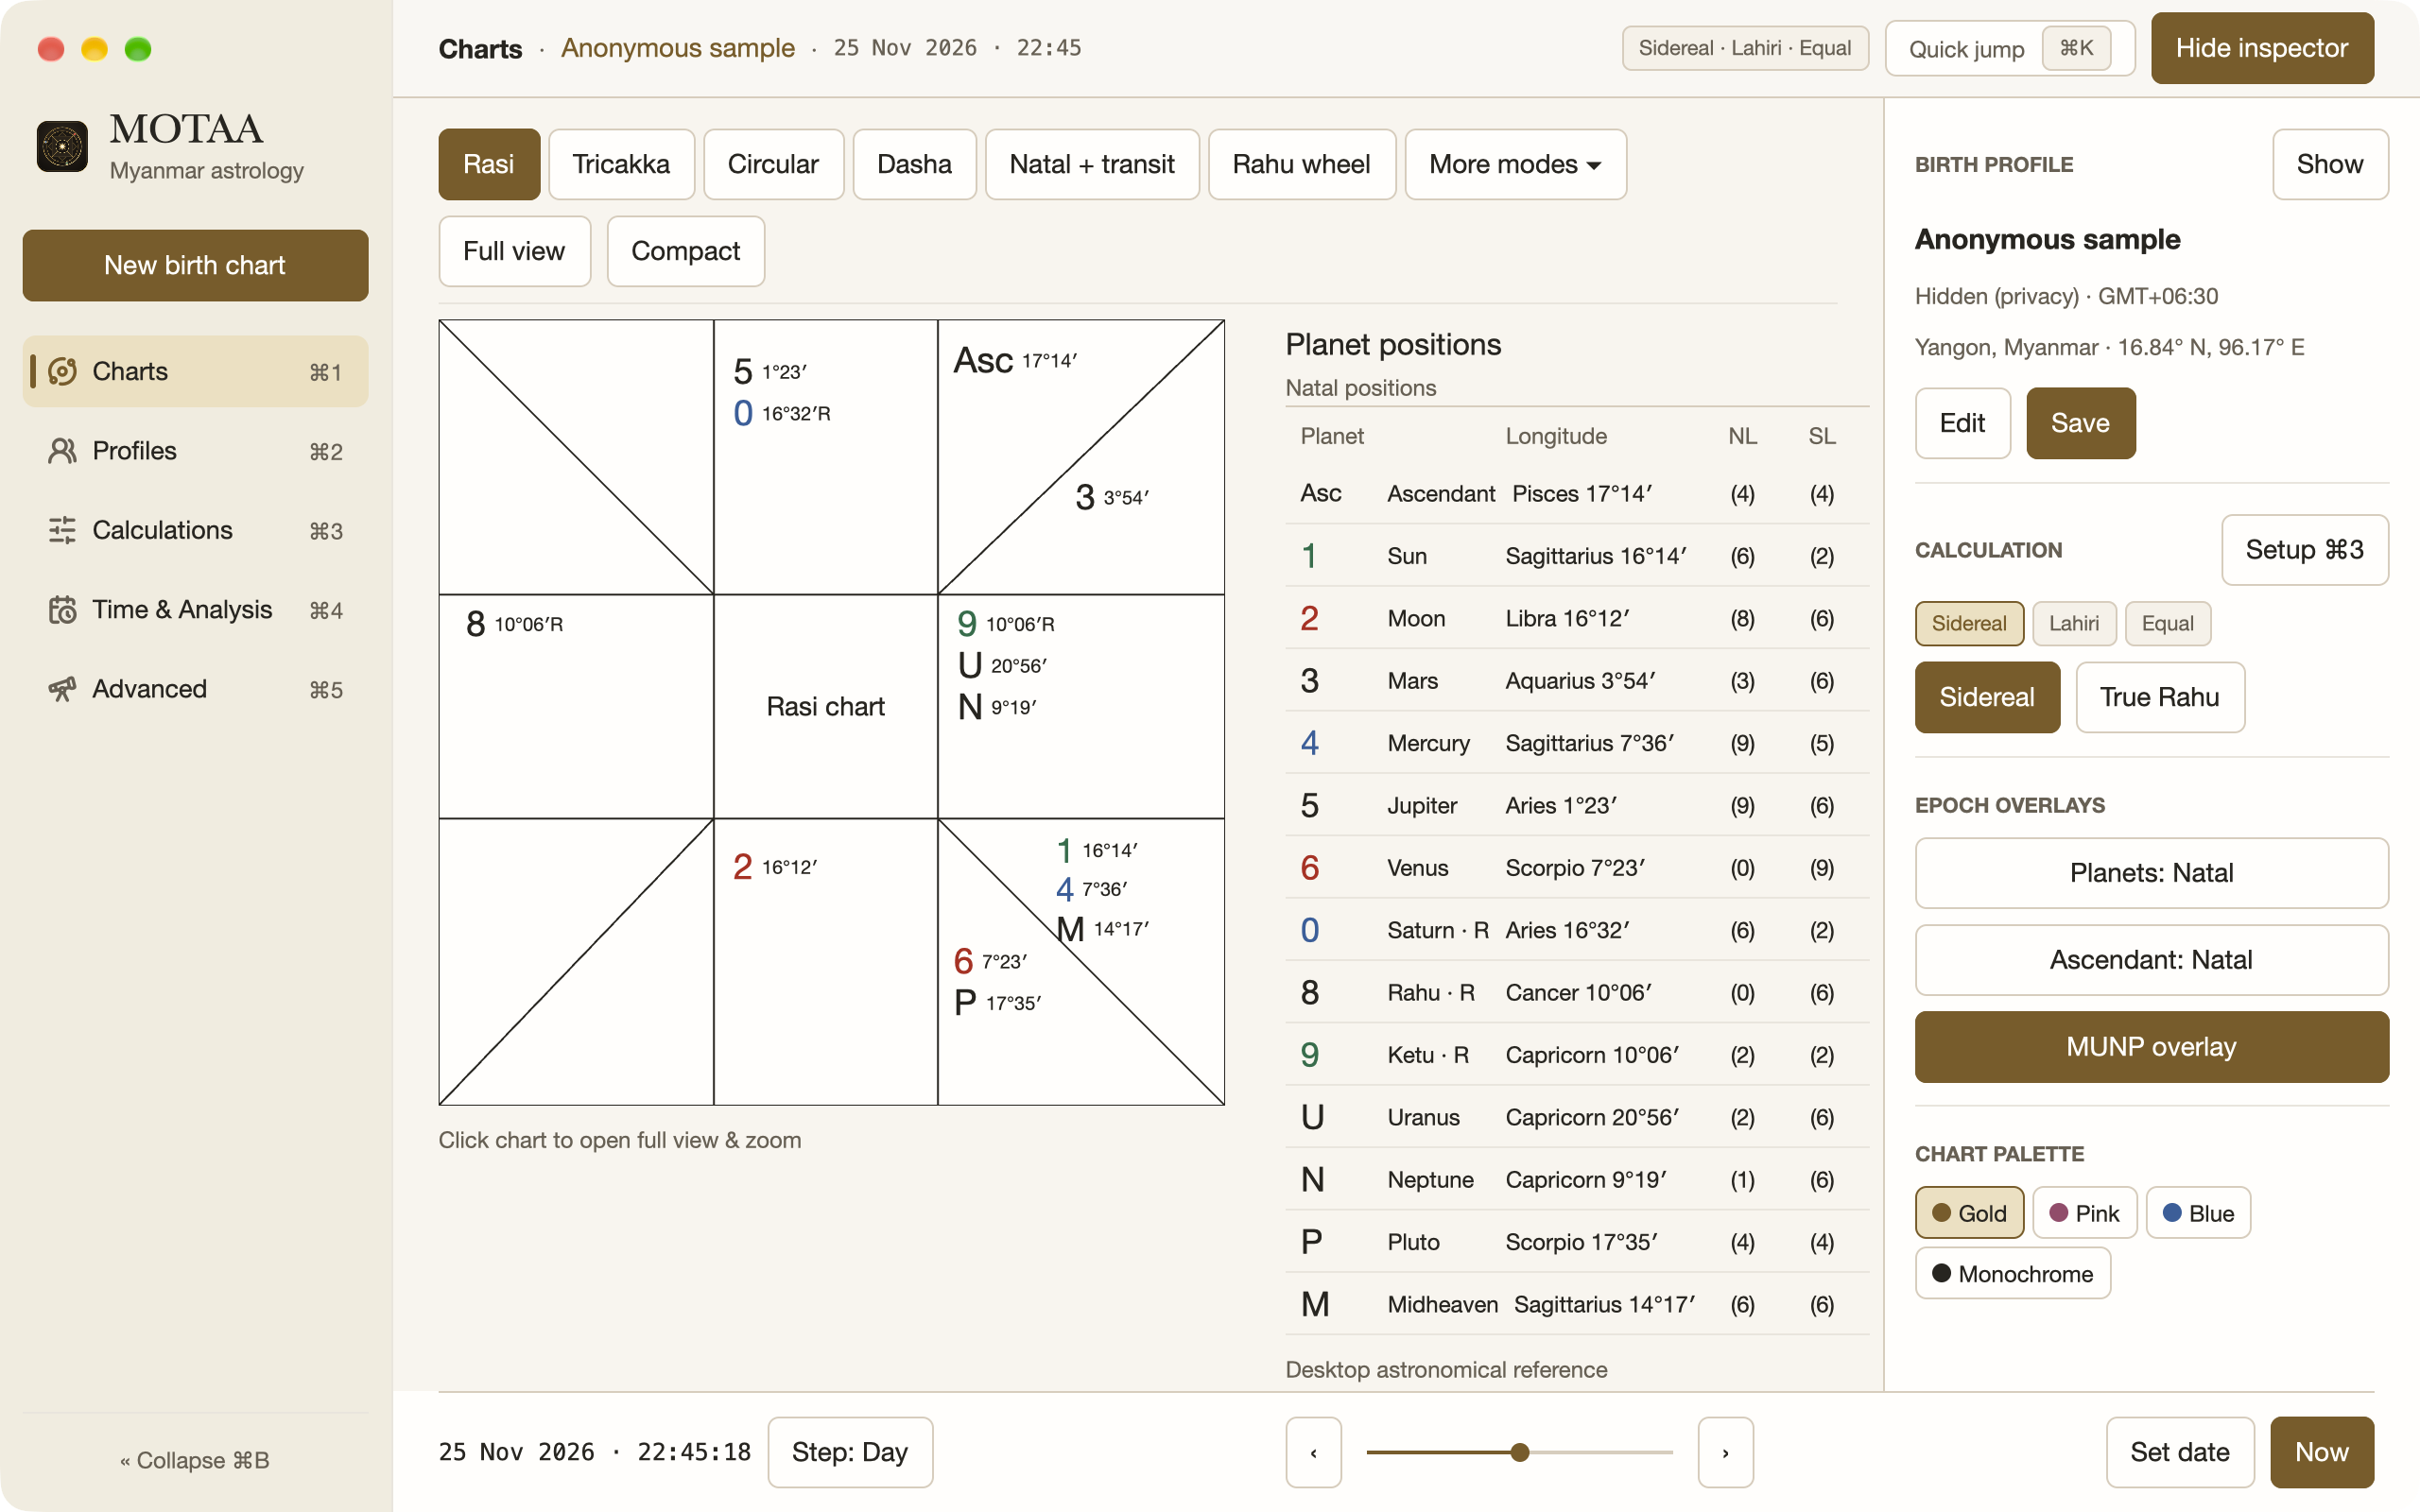 Charts · Anonymous sample · 25 Nov 2026 · 22:45
Sidereal · Lahiri · Equal
Quick jump ⌘K
Hide inspector
MOTAA
Myanmar astrology
New birth chart
Charts ⌘1
Profiles ⌘2
Calculations ⌘3
Time & Analysis ⌘4
Advanced ⌘5
« Collapse ⌘B
Rasi Tricakka Circular Dasha Natal + transit Rahu wheel More modes
Full view Compact
5 1°23′
0 16°32′R
Asc 17°14′
3 3°54′
8 10°06′R
Rasi chart
9 10°06′R
U 20°56′
N 9°19′
2 16°12′
1 16°14′
4 7°36′
M 14°17′
6 7°23′
P 17°35′
Click chart to open full view & zoom
Planet positions
Natal positions
Planet Longitude NL SL
Asc Ascendant Pisces 17°14′ (4) (4)
1 Sun Sagittarius 16°14′ (6) (2)
2 Moon Libra 16°12′ (8) (6)
3 Mars Aquarius 3°54′ (3) (6)
4 Mercury Sagittarius 7°36′ (9) (5)
5 Jupiter Aries 1°23′ (9) (6)
6 Venus Scorpio 7°23′ (0) (9)
0 Saturn · R Aries 16°32′ (6) (2)
8 Rahu · R Cancer 10°06′ (0) (6)
9 Ketu · R Capricorn 10°06′ (2) (2)
U Uranus Capricorn 20°56′ (2) (6)
N Neptune Capricorn 9°19′ (1) (6)
P Pluto Scorpio 17°35′ (4) (4)
M Midheaven Sagittarius 14°17′ (6) (6)
Desktop astronomical reference
BIRTH PROFILE Show
Anonymous sample
Hidden (privacy) · GMT+06:30
Yangon, Myanmar · 16.84° N, 96.17° E
Edit Save
CALCULATION Setup ⌘3
Sidereal Lahiri Equal
Sidereal True Rahu
EPOCH OVERLAYS
Planets: Natal
Ascendant: Natal
MUNP overlay
CHART PALETTE
Gold Pink Blue
Monochrome
25 Nov 2026 · 22:45:18 Step: Day
‹ ›
Set date Now